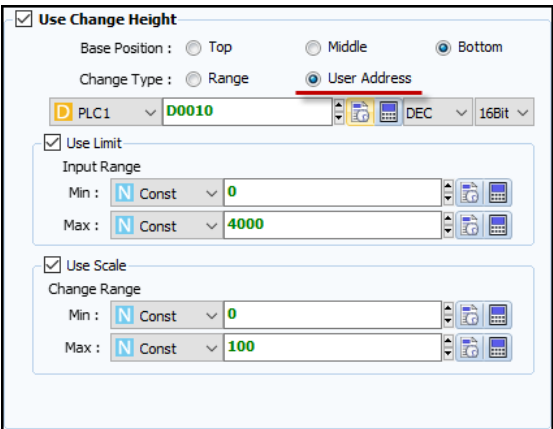 Use Change Height
Base Position : Top Middle Bottom
Change Type : Range User Address
D PLC1 D0010 DEC 16Bit
Use Limit
Input Range
Min : N Const 0
Max : N Const 4000
Use Scale
Change Range
Min : N Const 0
Max : N Const 100